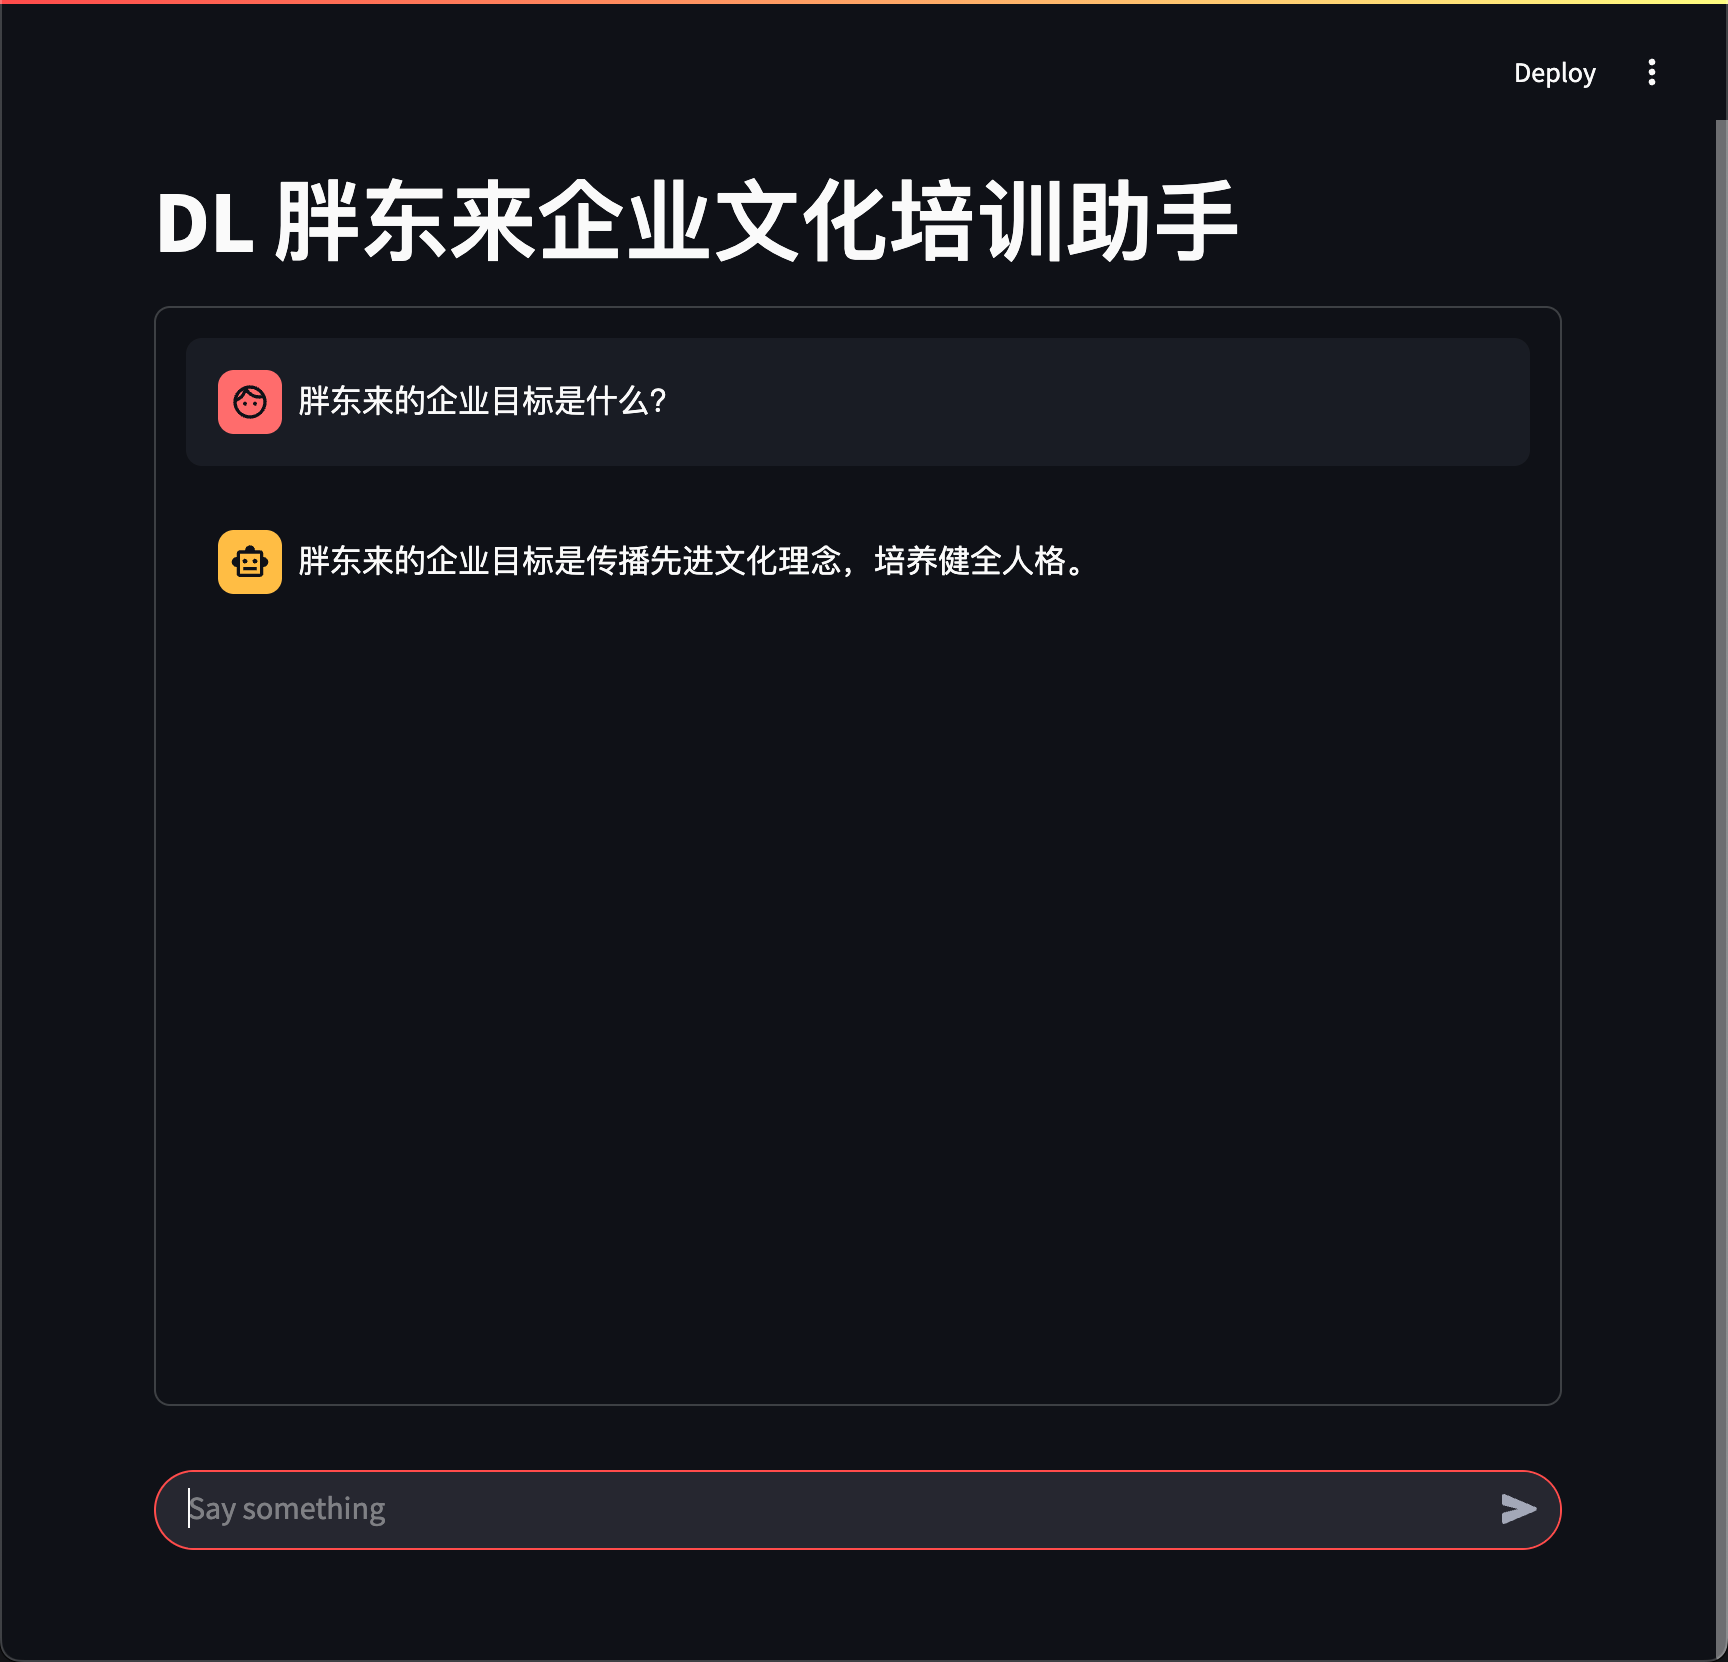 Deploy
DL 胖东来企业文化培训助手
胖东来的企业目标是什么？
胖东来的企业目标是传播先进文化理念，培养健全人格。
Say something